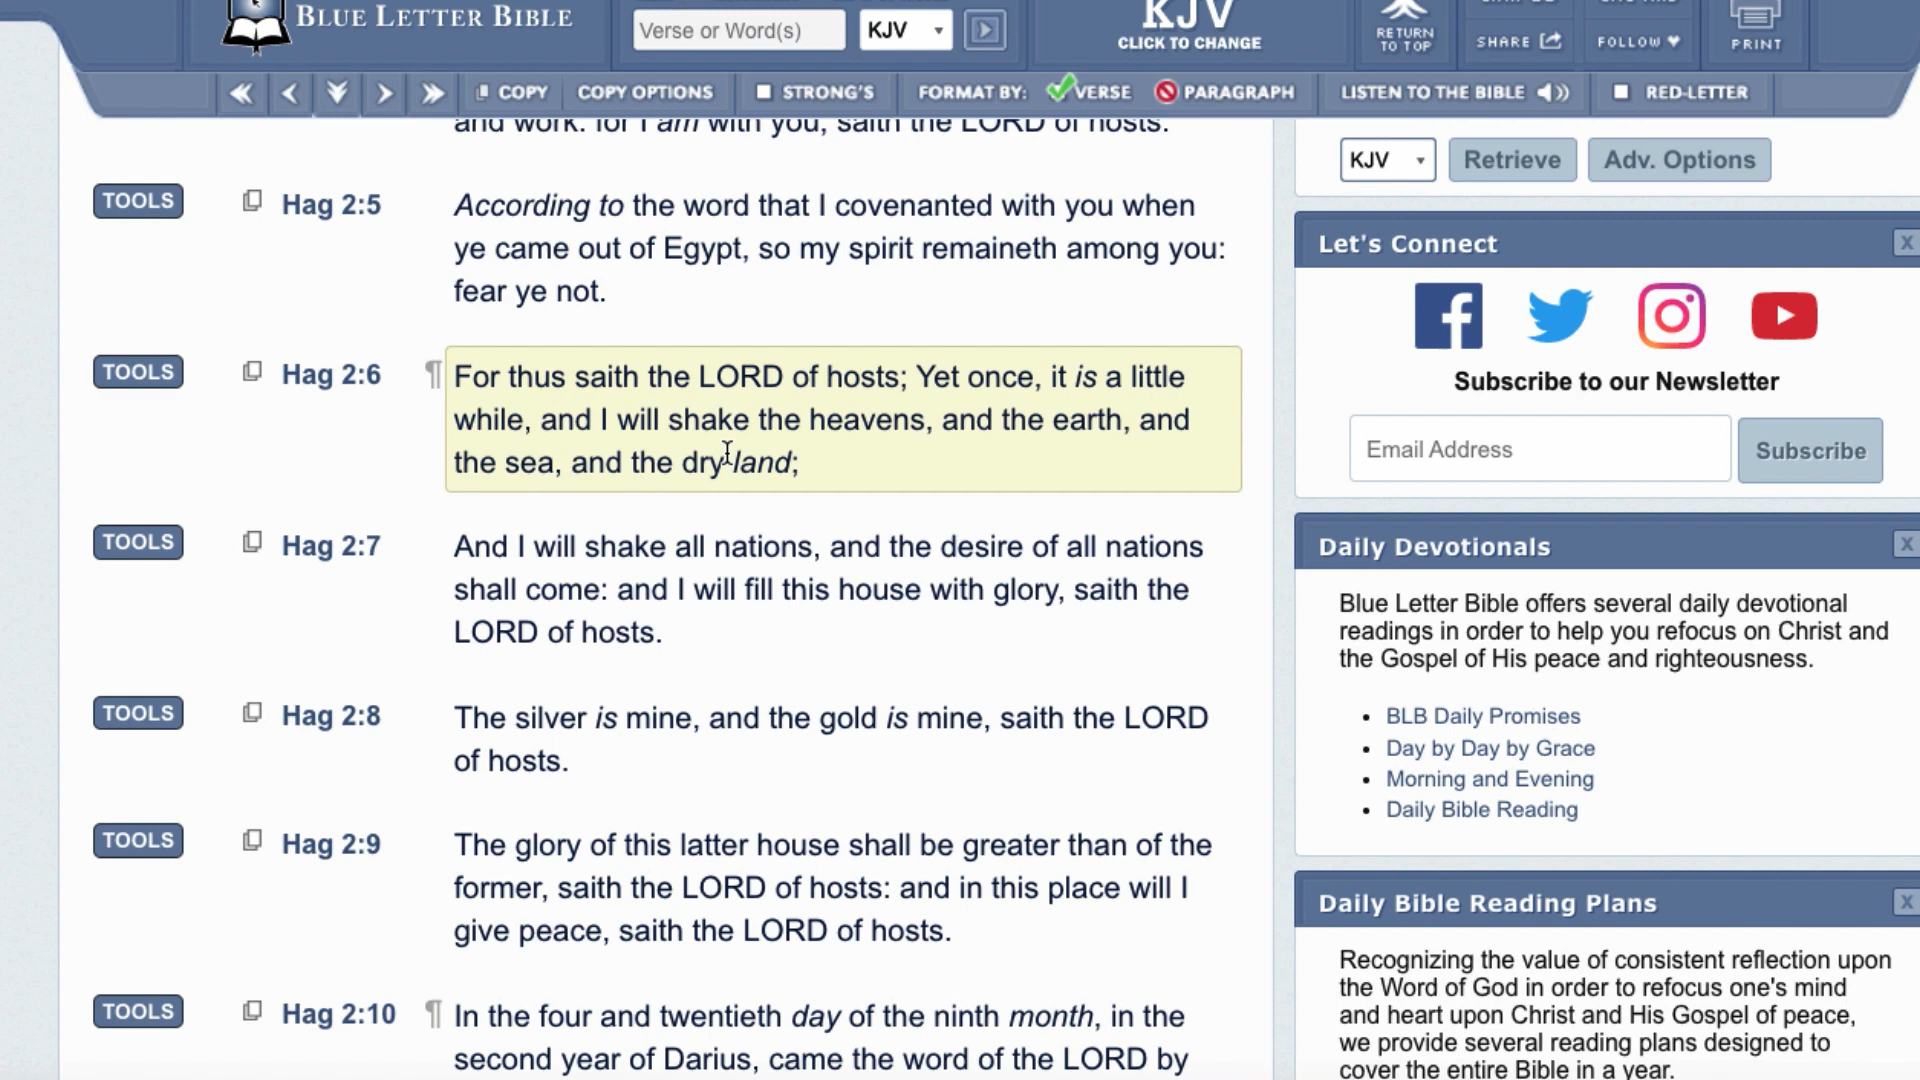 BLUE LETTER BIBLE
Verse or Word(s)
KJV
KJV
CLICK TO CHANGE
RETURN
TO TOP
SHARE
FOLLOW
PRINT
COPY
COPY OPTIONS
STRONG'S
FORMAT BY:
VERSE
PARAGRAPH
LISTEN TO THE BIBLE
RED-LETTER
and work: for I am with you, saith the LORD of hosts.
TOOLS
Hag 2:5
According to the word that I covenanted with you when
ye came out of Egypt, so my spirit remaineth among you:
fear ye not.
TOOLS
Hag 2:6
¶
For thus saith the LORD of hosts; Yet once, it is a little
while, and I will shake the heavens, and the earth, and
the sea, and the dry land;
TOOLS
Hag 2:7
And I will shake all nations, and the desire of all nations
shall come: and I will fill this house with glory, saith the
LORD of hosts.
TOOLS
Hag 2:8
The silver is mine, and the gold is mine, saith the LORD
of hosts.
TOOLS
Hag 2:9
The glory of this latter house shall be greater than of the
former, saith the LORD of hosts: and in this place will I
give peace, saith the LORD of hosts.
TOOLS
Hag 2:10
¶
In the four and twentieth day of the ninth month, in the
second year of Darius, came the word of the LORD by
KJV
Retrieve
Adv. Options
Let's Connect
X
Subscribe to our Newsletter
Email Address
Subscribe
Daily Devotionals
X
Blue Letter Bible offers several daily devotional
readings in order to help you refocus on Christ and
the Gospel of His peace and righteousness.
BLB Daily Promises
Day by Day by Grace
Morning and Evening
Daily Bible Reading
Daily Bible Reading Plans
X
Recognizing the value of consistent reflection upon
the Word of God in order to refocus one's mind
and heart upon Christ and His Gospel of peace,
we provide several reading plans designed to
cover the entire Bible in a year.